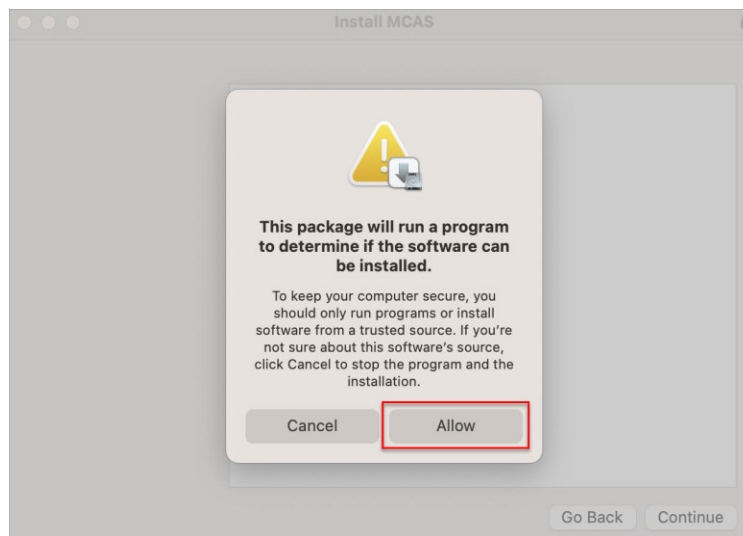 Install MCAS
This package will run a program
to determine if the software can
be installed.
To keep your computer secure, you
should only run programs or install
software from a trusted source. If you're
not sure about this software's source,
click Cancel to stop the program and the
installation.
Cancel Allow
Go Back Continue